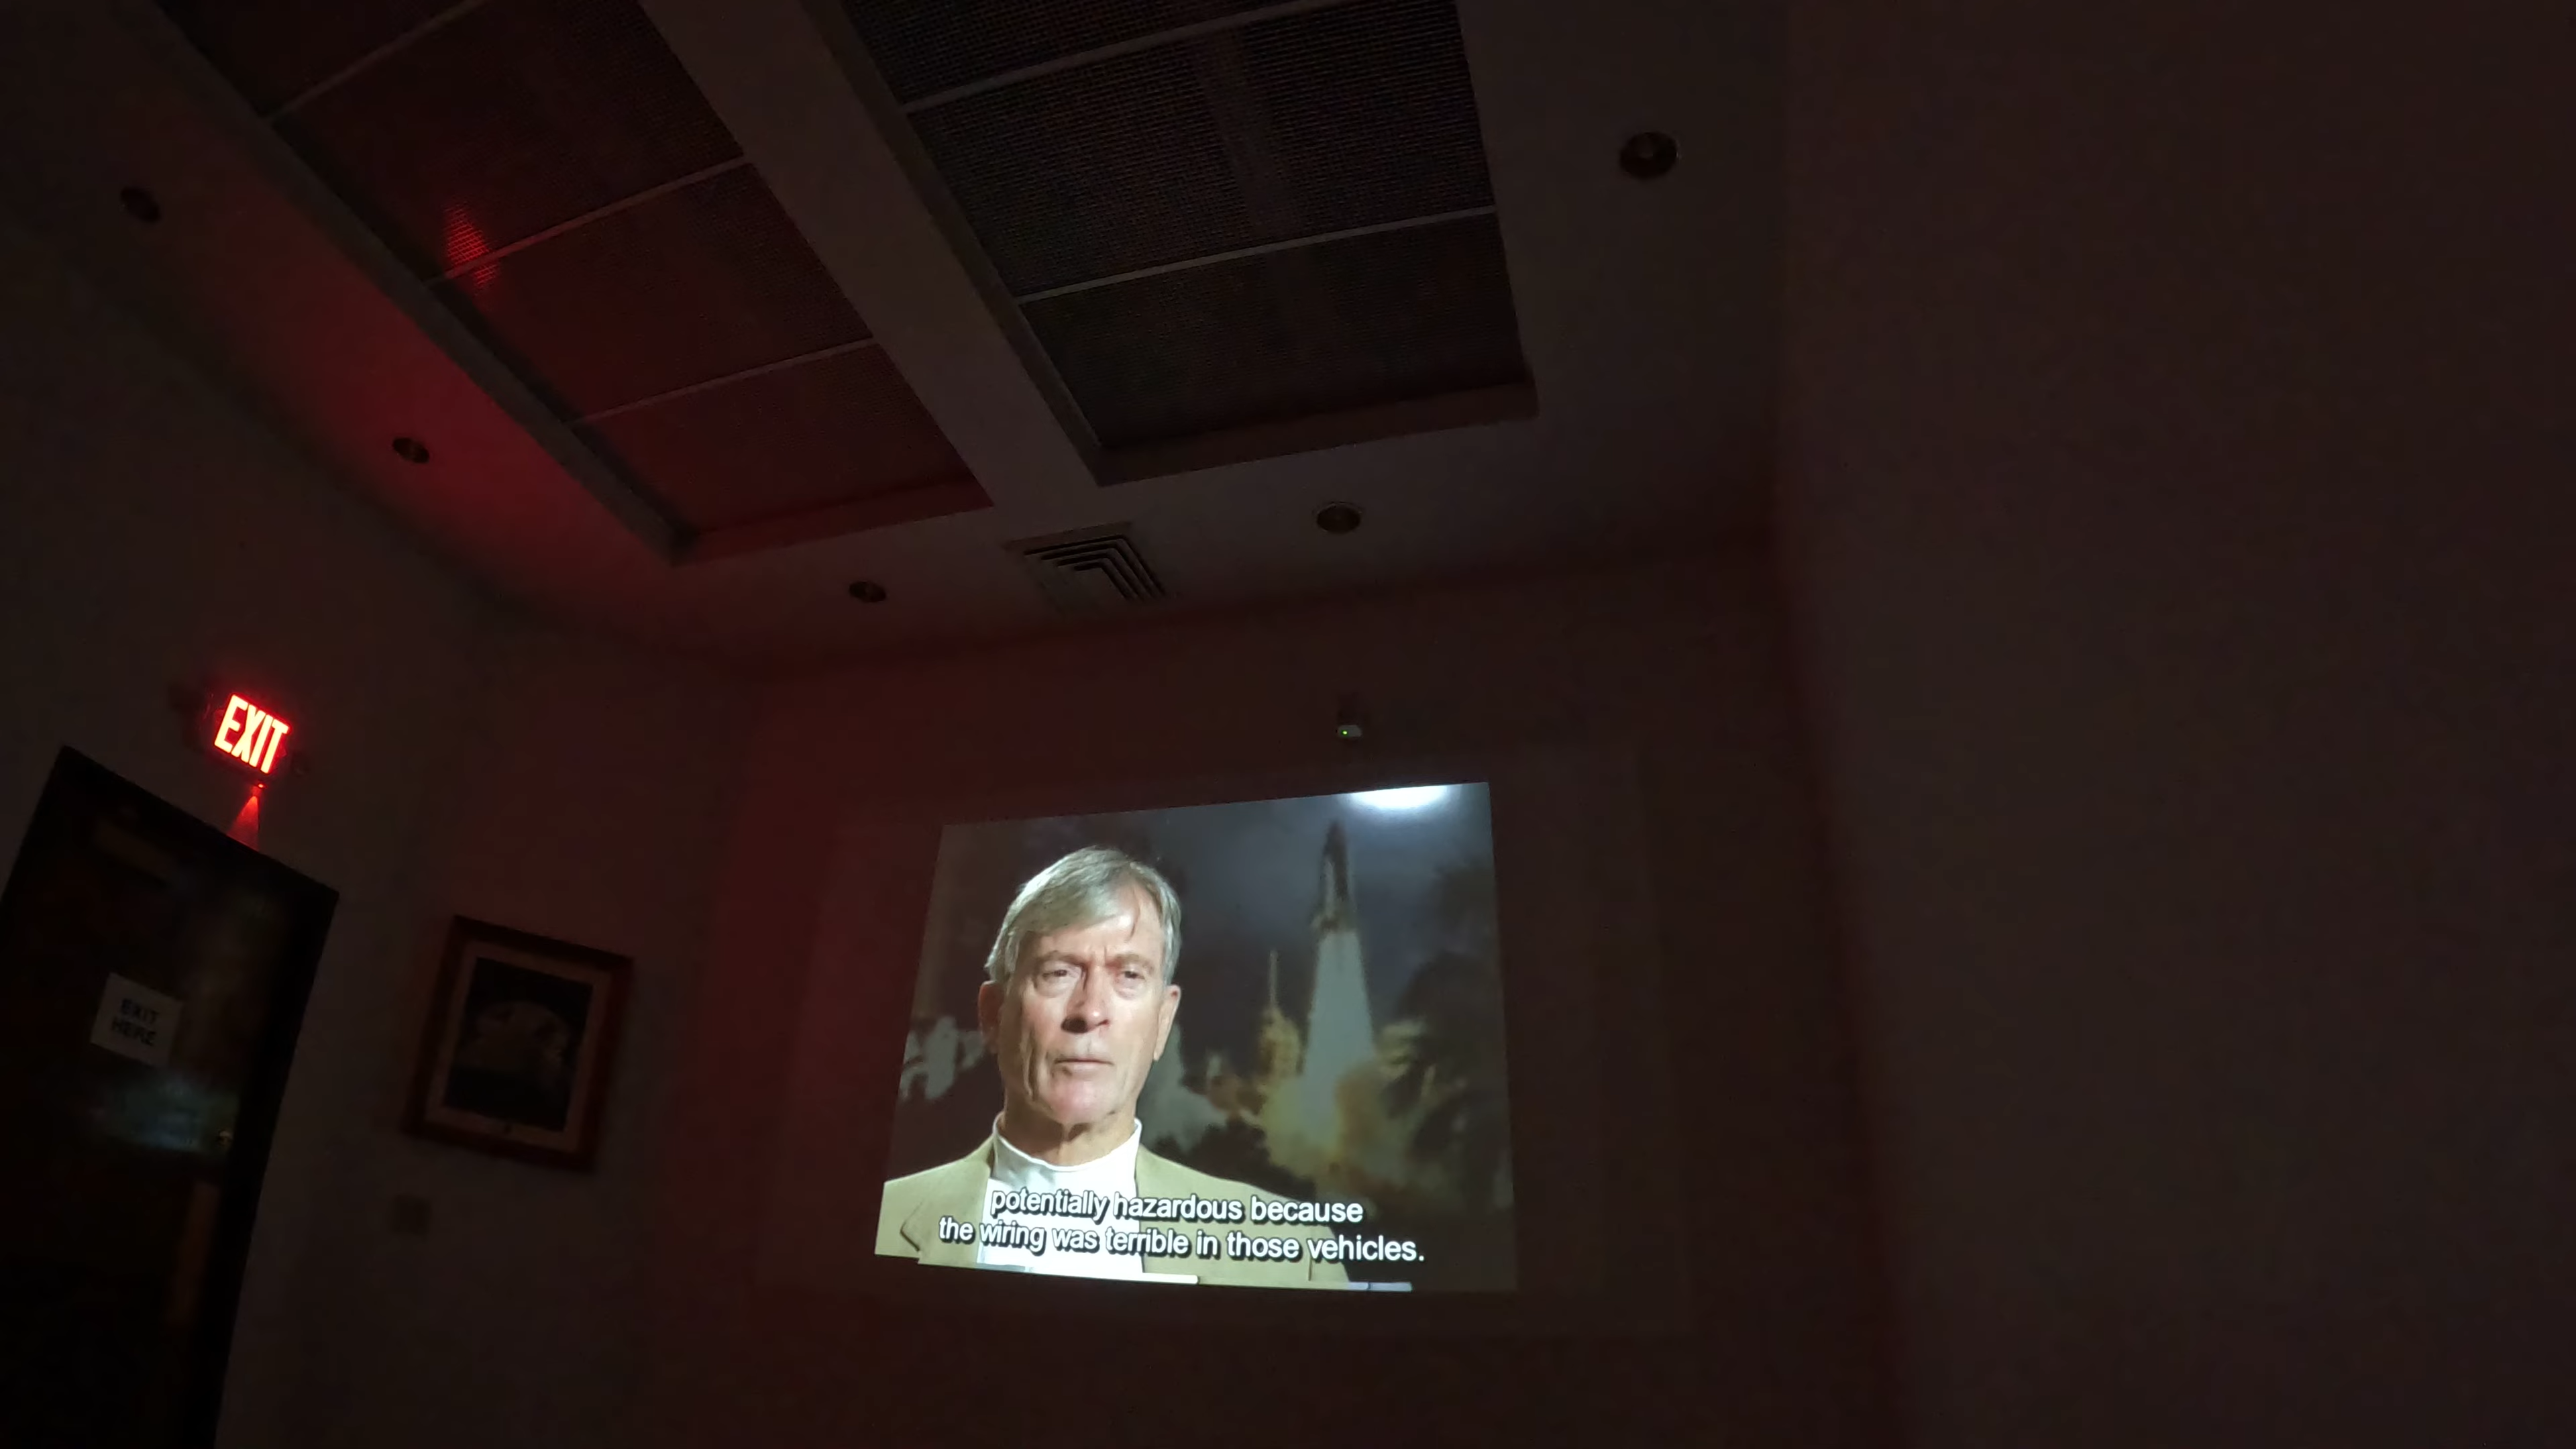 EXIT
EXIT
HERE
potentially hazardous because
the wiring was terrible in those vehicles.